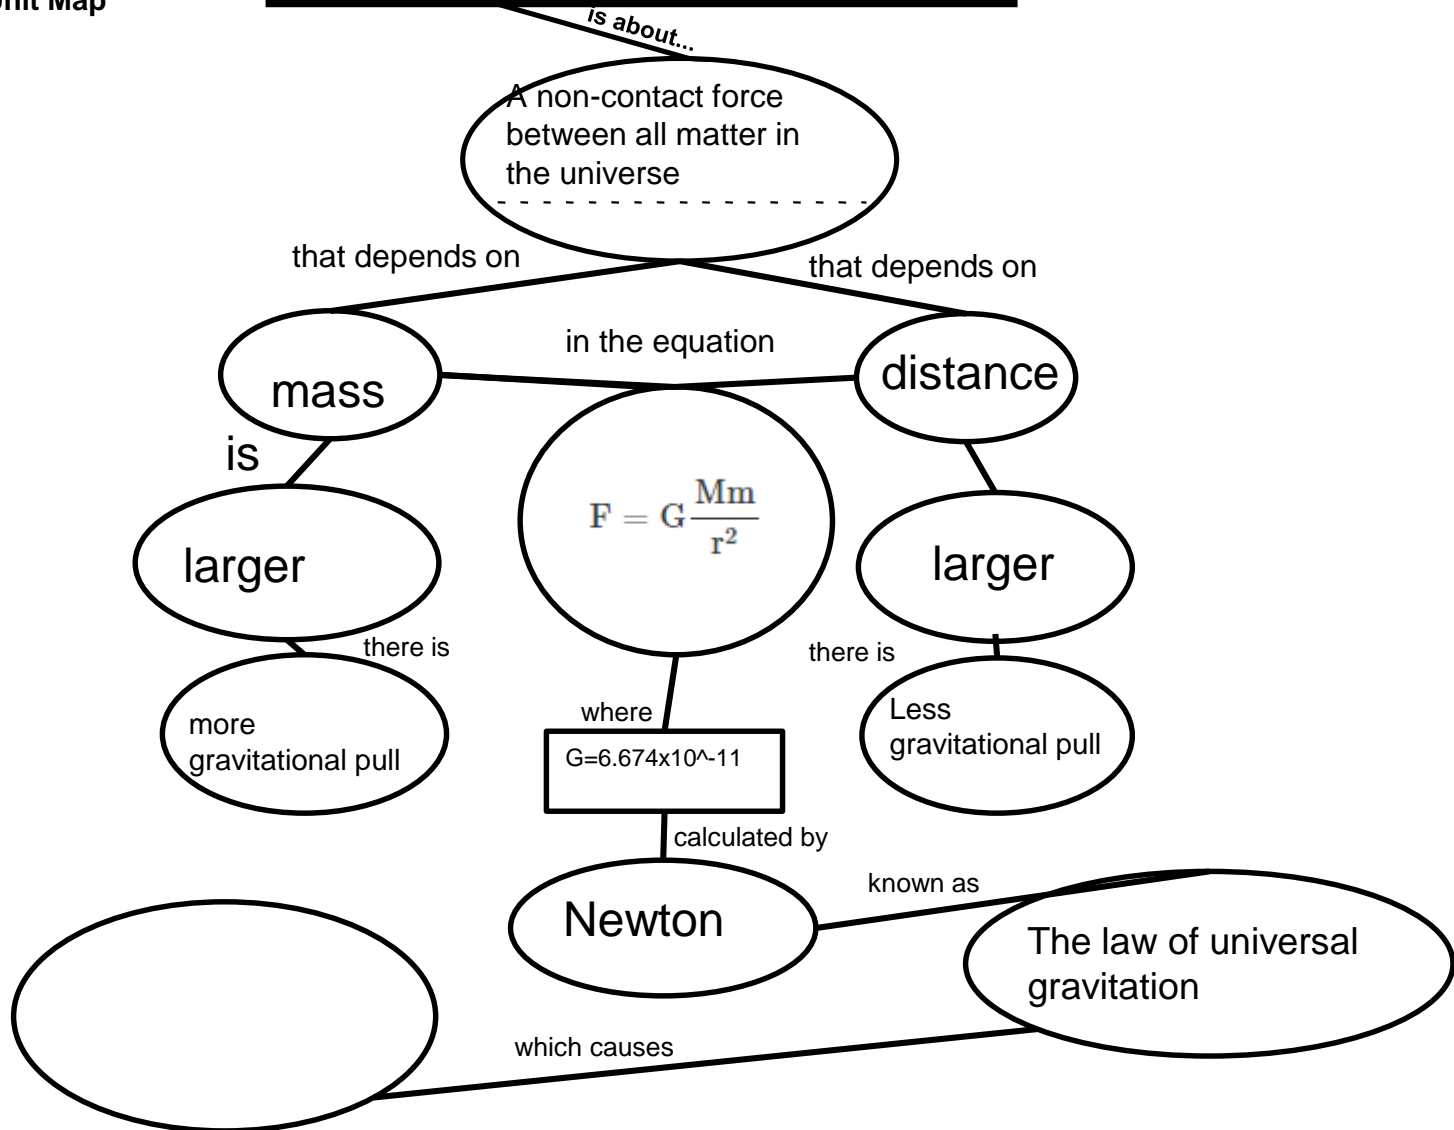 Unit Map
is about...
A non-contact force
between all matter in
the universe
that depends on
that depends on
in the equation
mass
distance
is
F = G Mm/r²
larger
larger
there is
there is
more
gravitational pull
where
Less
gravitational pull
G=6.674x10^-11
calculated by
known as
Newton
The law of universal
gravitation
which causes